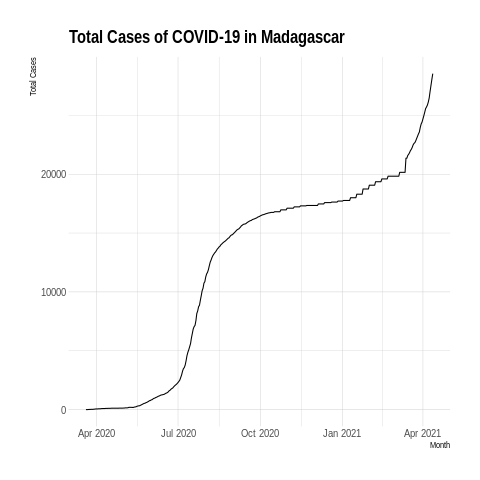 Total Cases of COVID-19 in Madagascar
Total Cases
20000
10000
0
Apr 2020 Jul 2020 Oct 2020 Jan 2021 Apr 2021
Month